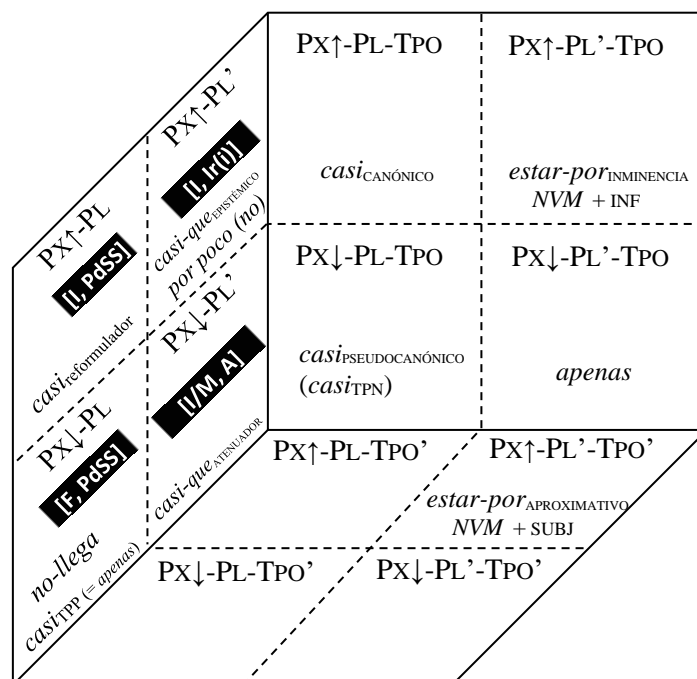 PX↑-PL-TPO
PX↑-PL'-TPO
casiCANÓNICO
estar-porINMINENCIA
NVM + INF
PX↓-PL-TPO
PX↓-PL'-TPO
casiPSEUDOCANÓNICO
(casiTPN)
apenas
PX↑-PL
[I, PdSS]
casireformulador
PX↑-PL'
[I, Ir(i)]
casi-queEPISTÉMICO
por poco (no)
PX↓-PL
[F, PdSS]
no-llega
casiTPP (= apenas)
PX↓-PL'
[I/M, A]
casi-queATENUADOR
PX↑-PL-TPO'
PX↑-PL'-TPO'
estar-porAPROXIMATIVO
NVM + SUBJ
PX↓-PL-TPO'
PX↓-PL'-TPO'